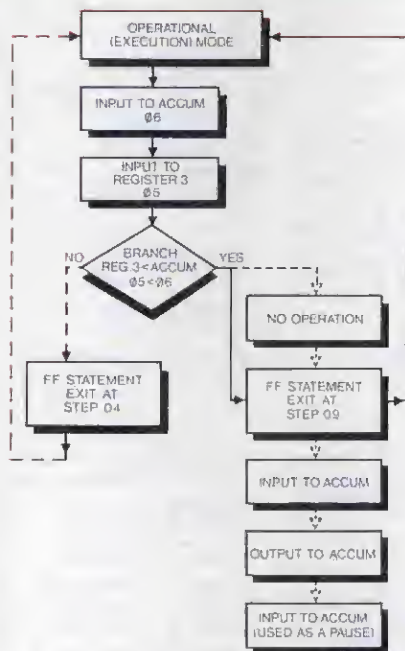 OPERATIONAL
(EXECUTION) MODE
INPUT TO ACCUM
Ø6
INPUT TO
REGISTER 3
Ø5
NO
BRANCH
REG.3<ACCUM
Ø5<Ø6
YES
NO OPERATION
FF STATEMENT
EXIT AT
STEP 04
FF STATEMENT
EXIT AT
STEP 09
INPUT TO ACCUM
OUTPUT TO ACCUM
INPUT TO ACCUM
(USED AS A PAUSE)